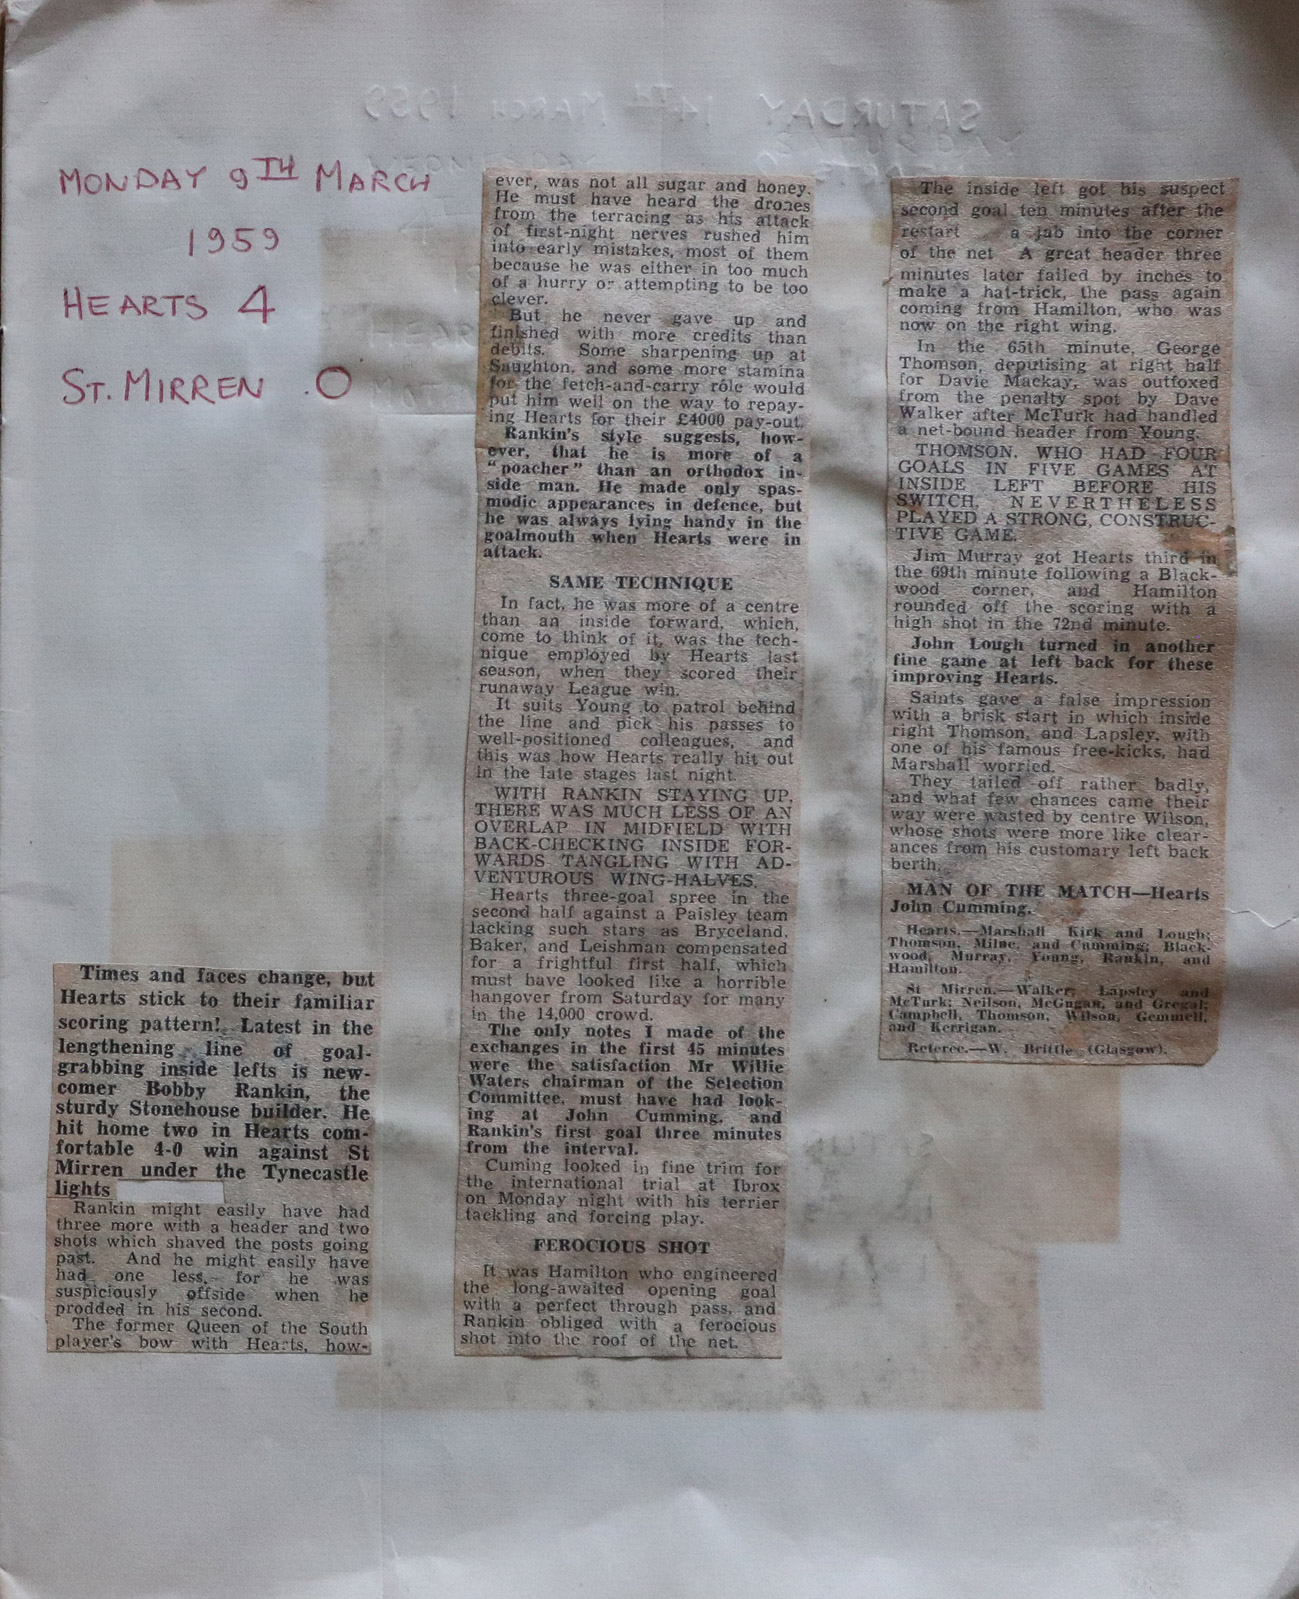 MONDAY 9TH MARCH
1959
HEARTS 4
ST. MIRREN . 0
Times and faces change, but
Hearts stick to their familiar
scoring pattern! Latest in the
lengthening line of goal-
grabbing inside lefts is new-
comer Bobby Rankin, the
sturdy Stonehouse builder. He
hit home two in Hearts com-
fortable 4-0 win against St
Mirren under the Tynecastle
lights
Rankin might easily have had
three more with a header and two
shots which shaved the posts going
past. And he might easily have
had one less, for he was
suspiciously offside when he
prodded in his second.
The former Queen of the South
player's bow with Hearts, how-
ever, was not all sugar and honey.
He must have heard the drones
from the terracing as his attack
of first-night nerves rushed him
into early mistakes, most of them
because he was either in too much
of a hurry or attempting to be too
clever.
But he never gave up and
finished with more credits than
debits. Some sharpening up at
Saughton, and some more stamina
for the fetch-and-carry rôle would
put him well on the way to repay-
ing Hearts for their £4000 pay-out.
Rankin's style suggests, how-
ever, that he is more of a
"poacher" than an orthodox in-
side man. He made only spas-
modic appearances in defence, but
he was always lying handy in the
goalmouth when Hearts were in
attack.
SAME TECHNIQUE
In fact, he was more of a centre
than an inside forward, which,
come to think of it, was the tech-
nique employed by Hearts last
season, when they scored their
runaway League win.
It suits Young to patrol behind
the line and pick his passes to
well-positioned colleagues, and
this was how Hearts really hit out
in the late stages last night.
WITH RANKIN STAYING UP,
THERE WAS MUCH LESS OF AN
OVERLAP IN MIDFIELD WITH
BACK-CHECKING INSIDE FOR-
WARDS TANGLING WITH AD-
VENTUROUS WING-HALVES.
Hearts three-goal spree in the
second half against a Paisley team
lacking such stars as Bryceland,
Baker, and Leishman compensated
for a frightful first half, which
must have looked like a horrible
hangover from Saturday for many
in the 14,000 crowd.
The only notes I made of the
exchanges in the first 45 minutes
were the satisfaction Mr Willie
Waters chairman of the Selection
Committee, must have had look-
ing at John Cumming, and
Rankin's first goal three minutes
from the interval.
Cuming looked in fine trim for
the international trial at Ibrox
on Monday night with his terrier
tackling and forcing play.
FEROCIOUS SHOT
It was Hamilton who engineered
the long-awaited opening goal
with a perfect through pass, and
Rankin obliged with a ferocious
shot into the roof of the net.
The inside left got his suspect
second goal ten minutes after the
restart a jab into the corner
of the net A great header three
minutes later failed by inches to
make a hat-trick, the pass again
coming from Hamilton, who was
now on the right wing.
In the 65th minute, George
Thomson, deputising at right half
for Davie Mackay, was outfoxed
from the penalty spot by Dave
Walker after McTurk had handled
a net-bound header from Young.
THOMSON. WHO HAD FOUR
GOALS IN FIVE GAMES AT
INSIDE LEFT BEFORE HIS
SWITCH, NEVERTHELESS
PLAYED A STRONG, CONSTRUC-
TIVE GAME.
Jim Murray got Hearts third in
the 69th minute following a Black-
wood corner, and Hamilton
rounded off the scoring with a
high shot in the 72nd minute.
John Lough turned in another
fine game at left back for these
improving Hearts.
Saints gave a false impression
with a brisk start in which inside
right Thomson, and Lapsley, with
one of his famous free-kicks, had
Marshall worried.
They tailed off rather badly,
and what few chances came their
way were wasted by centre Wilson,
whose shots were more like clear-
ances from his customary left back
berth.
MAN OF THE MATCH—Hearts
John Cumming.
Hearts.—Marshall Kirk and Lough;
Thomson, Milne, and Cumming; Black-
wood, Murray, Young, Rankin, and
Hamilton.
St Mirren.—Walker; Lapsley and
McTurk; Neilson, McGugan, and Gregal;
Campbell, Thomson, Wilson, Gemmell,
and Kerrigan.
Referee.—W. Brittle (Glasgow).
SATURDAY 14TH MARCH 1959